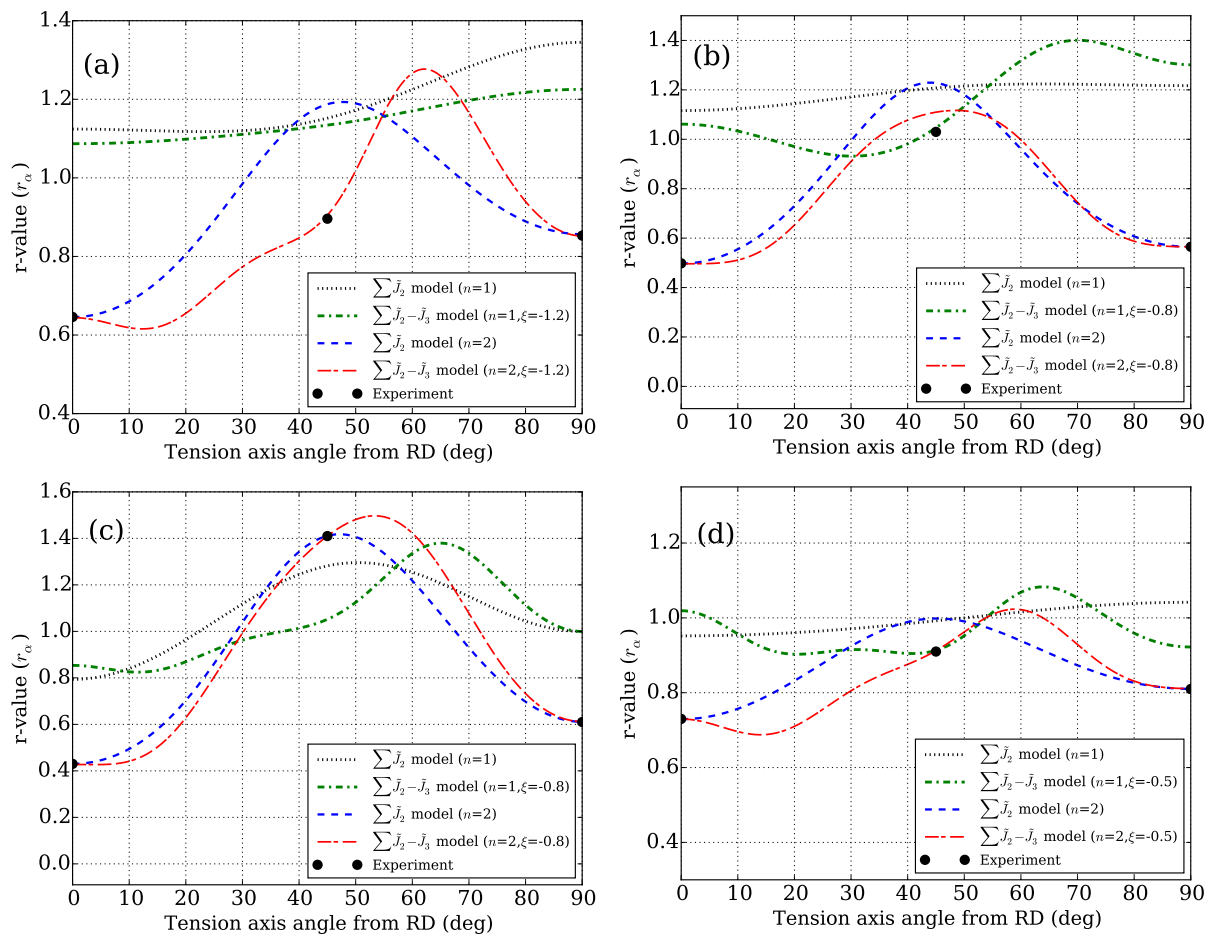 (a)
r-value (r_α)
1.4
1.2
1.0
0.8
0.6
0.4
∑J̃₂ model (n=1)
∑J̃₂−J̃₃ model (n=1,ξ=-1.2)
∑J̃₂ model (n=2)
∑J̃₂−J̃₃ model (n=2,ξ=-1.2)
Experiment
0 10 20 30 40 50 60 70 80 90
Tension axis angle from RD (deg)
(b)
r-value (r_α)
1.4
1.2
1.0
0.8
0.6
0.4
0.2
0.0
∑J̃₂ model (n=1)
∑J̃₂−J̃₃ model (n=1,ξ=-0.8)
∑J̃₂ model (n=2)
∑J̃₂−J̃₃ model (n=2,ξ=-0.8)
Experiment
0 10 20 30 40 50 60 70 80 90
Tension axis angle from RD (deg)
(c)
r-value (r_α)
1.6
1.4
1.2
1.0
0.8
0.6
0.4
0.2
0.0
∑J̃₂ model (n=1)
∑J̃₂−J̃₃ model (n=1,ξ=-0.8)
∑J̃₂ model (n=2)
∑J̃₂−J̃₃ model (n=2,ξ=-0.8)
Experiment
0 10 20 30 40 50 60 70 80 90
Tension axis angle from RD (deg)
(d)
r-value (r_α)
1.2
1.0
0.8
0.6
0.4
∑J̃₂ model (n=1)
∑J̃₂−J̃₃ model (n=1,ξ=-0.5)
∑J̃₂ model (n=2)
∑J̃₂−J̃₃ model (n=2,ξ=-0.5)
Experiment
0 10 20 30 40 50 60 70 80 90
Tension axis angle from RD (deg)